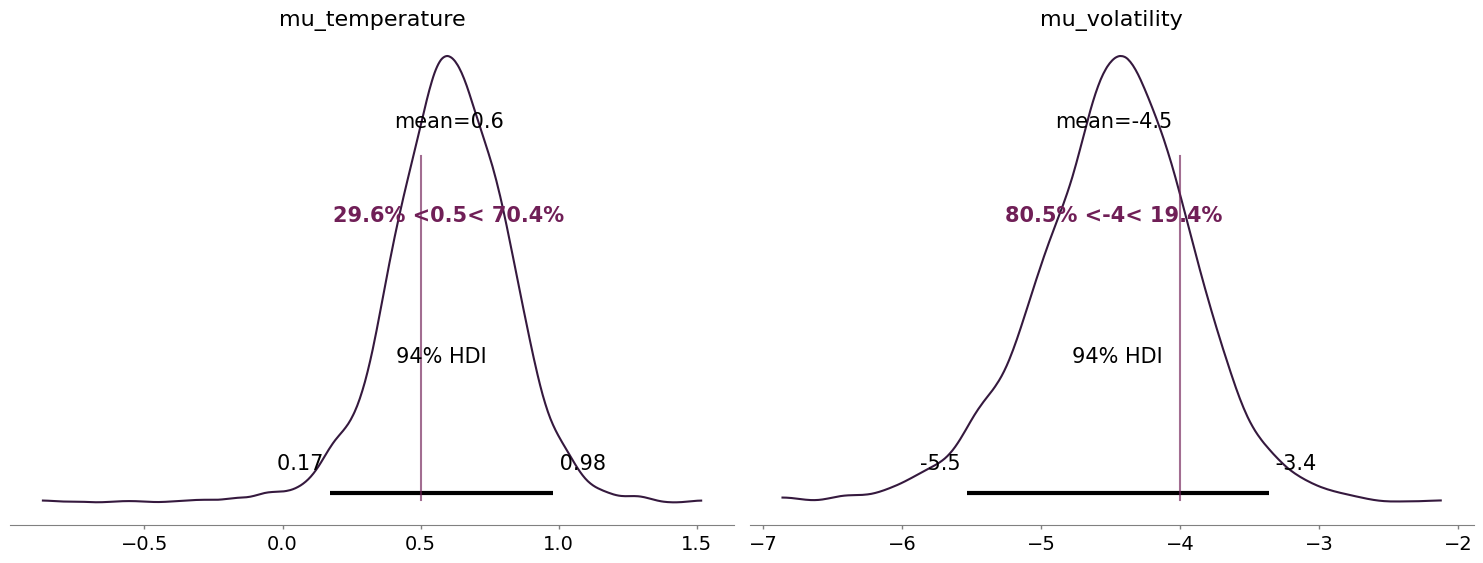 mu_temperature
mean=0.6
29.6% <0.5< 70.4%
94% HDI
0.17
0.98
−0.5
0.0
0.5
1.0
1.5
mu_volatility
mean=-4.5
80.5% <-4< 19.4%
94% HDI
-5.5
-3.4
−7
−6
−5
−4
−3
−2